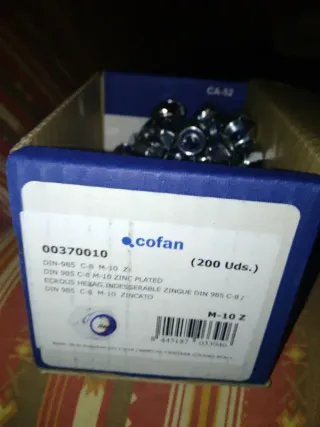 CA-52
00370010
cofan
(200 Uds.)
DIN-985 C-8 M-10 Zi
DIN 985 C-8 M-10 ZINC PLATED
ECROUS HEXAG. INDESSERABLE ZINGUE DIN 985 C-8 /
DIN 985 C-8 M-10 ZINCATO
M-10 Z